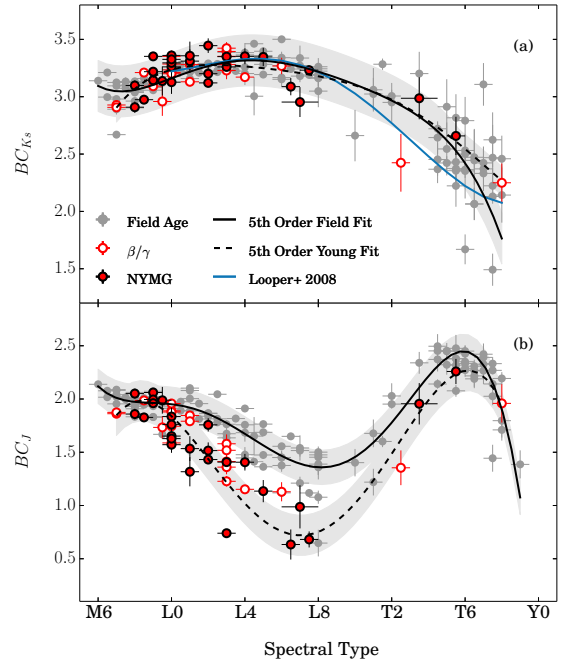 3.5
3.0
2.5
2.0
1.5
BC_Ks
(a)
Field Age
β/γ
NYMG
5th Order Field Fit
5th Order Young Fit
Looper+ 2008
2.5
2.0
1.5
1.0
0.5
BC_J
(b)
M6 L0 L4 L8 T2 T6 Y0
Spectral Type